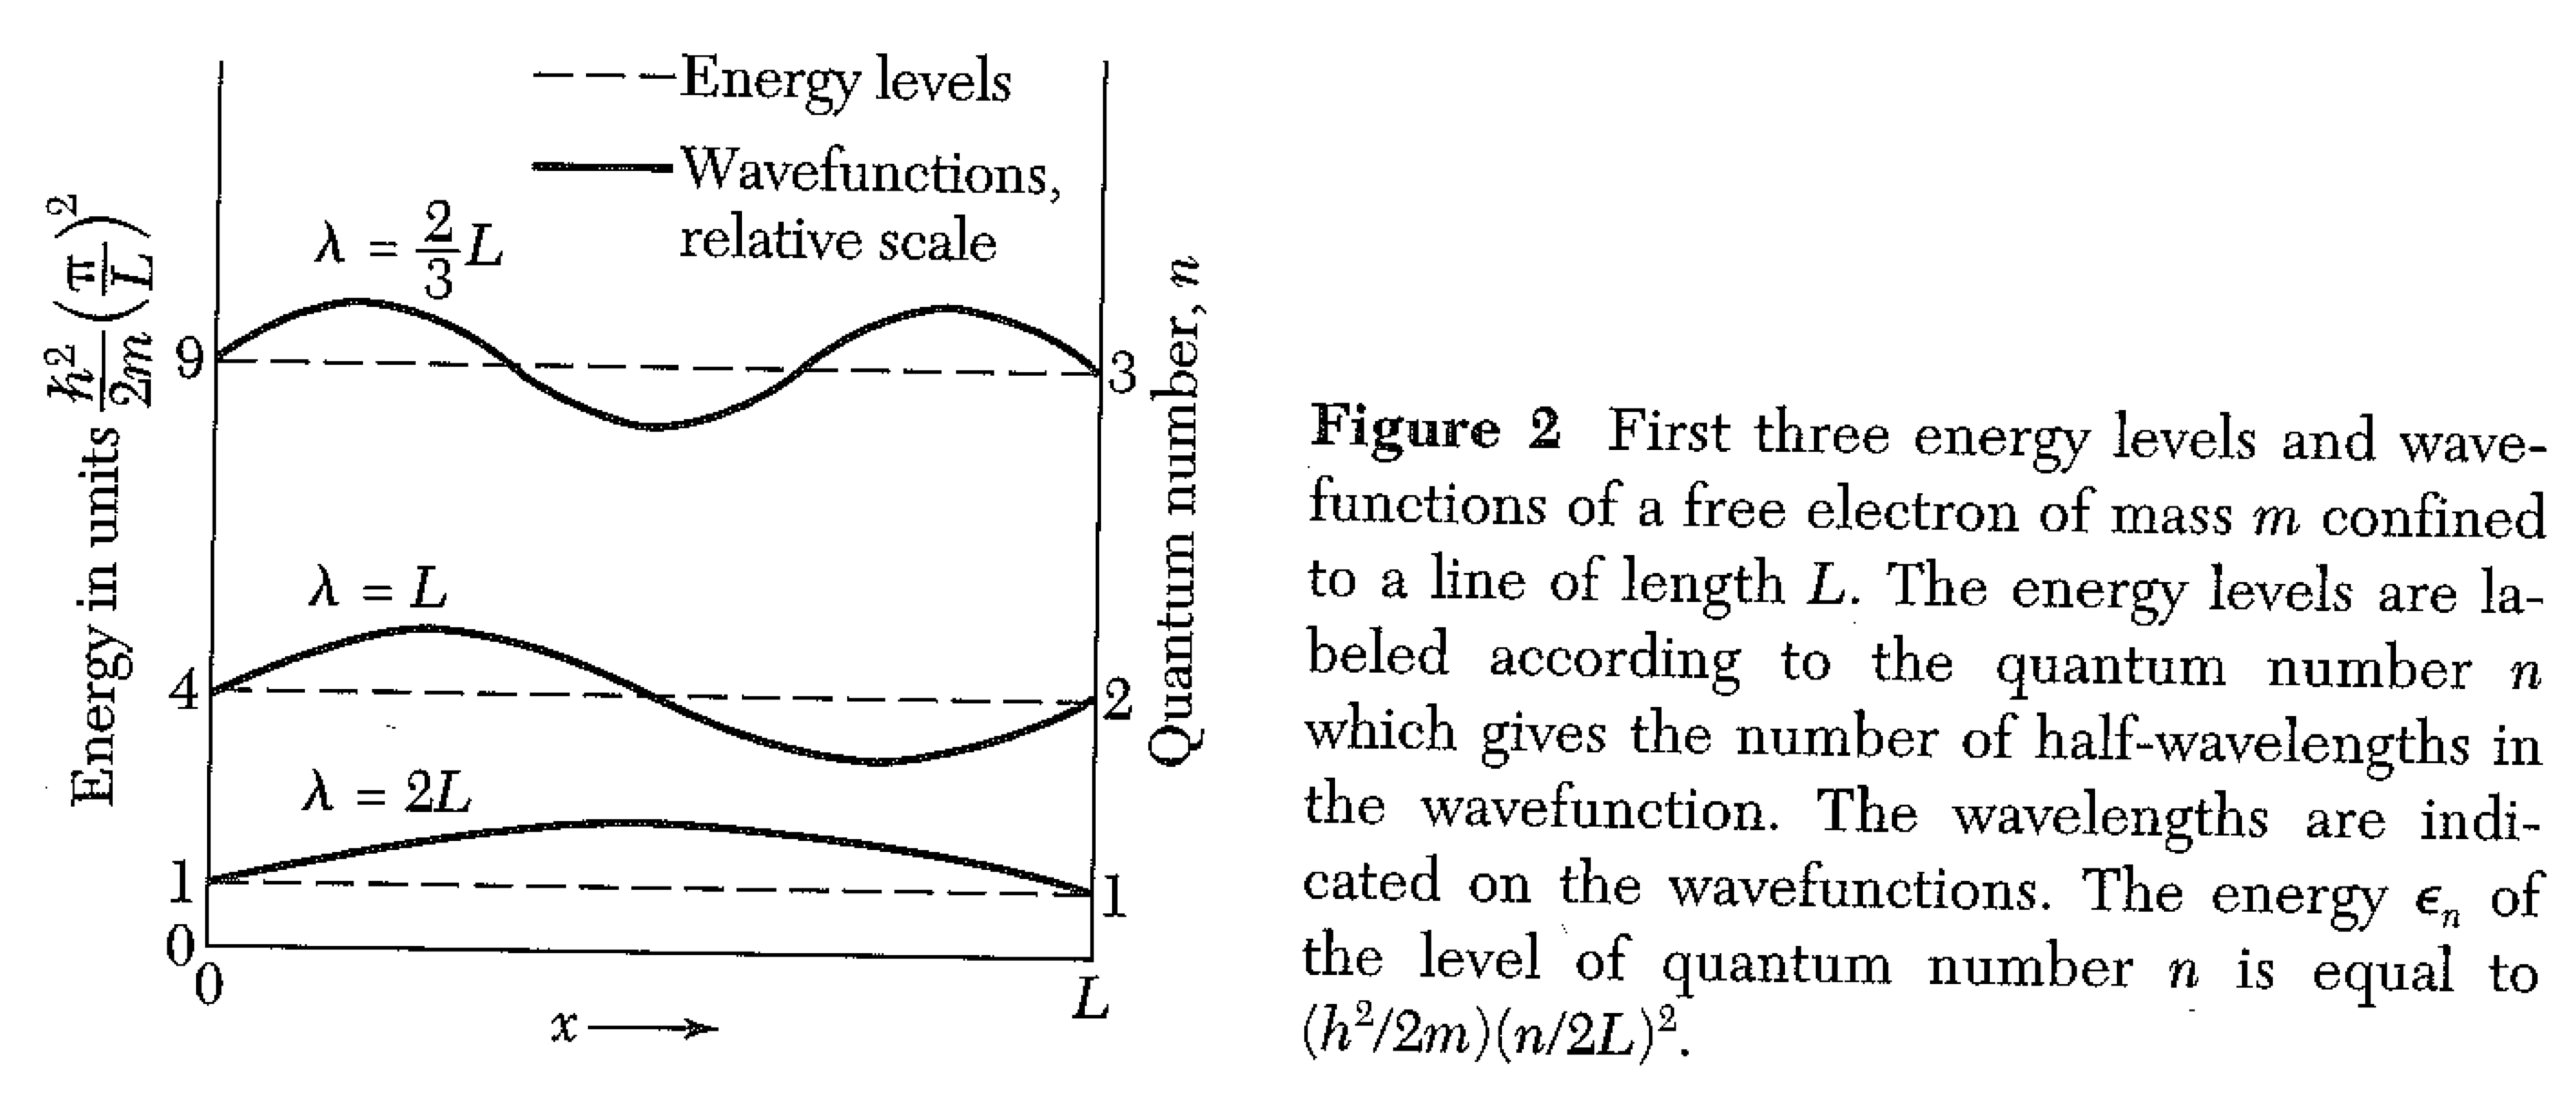 Energy levels
Wavefunctions,
relative scale
λ = 2/3 L
λ = L
λ = 2L
Energy in units ℏ²/2m (π/L)²
9
4
1
0
0
x →
L
3
2
1
Quantum number, n
Figure 2 First three energy levels and wave-
functions of a free electron of mass m confined
to a line of length L. The energy levels are la-
beled according to the quantum number n
which gives the number of half-wavelengths in
the wavefunction. The wavelengths are indi-
cated on the wavefunctions. The energy ϵₙ of
the level of quantum number n is equal to
(h²/2m)(n/2L)².